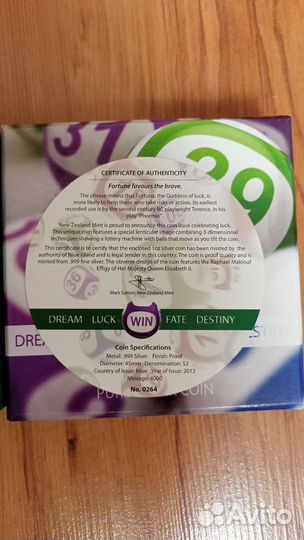 37
29
CERTIFICATE OF AUTHENTICITY
Fortune favours the brave.
The phrase means that Fortuna, the Goddess of luck, is
more likely to help those who take risks or action. Its earliest
recorded use is by the second century BC playwright Terence, in his
play "Phormio".
New Zealand Mint is proud to announce this coin issue celebrating luck.
This unique coin features a special lenticular image combining 3 dimensional
techniques showing a lottery machine with balls that move as you tilt the coin.
This certificate is to certify that the enclosed 1oz silver coin has been minted by the
authority of Niue Island and is legal tender in this country. The coin is proof quality and is
minted from .999 fine silver. The obverse design of the coin features the Raphael Maklouf
Effigy of Her Majesty Queen Elizabeth II.
Mark Sutton, New Zealand Mint
DREAM LUCK WIN FATE DESTINY
Coin Specifications
Metal: .999 Silver Finish: Proof
Diameter: 45mm Denomination: $2
Country of Issue: Niue Year of Issue: 2012
Mintage: 4000
No. 0264
COIN
Avito